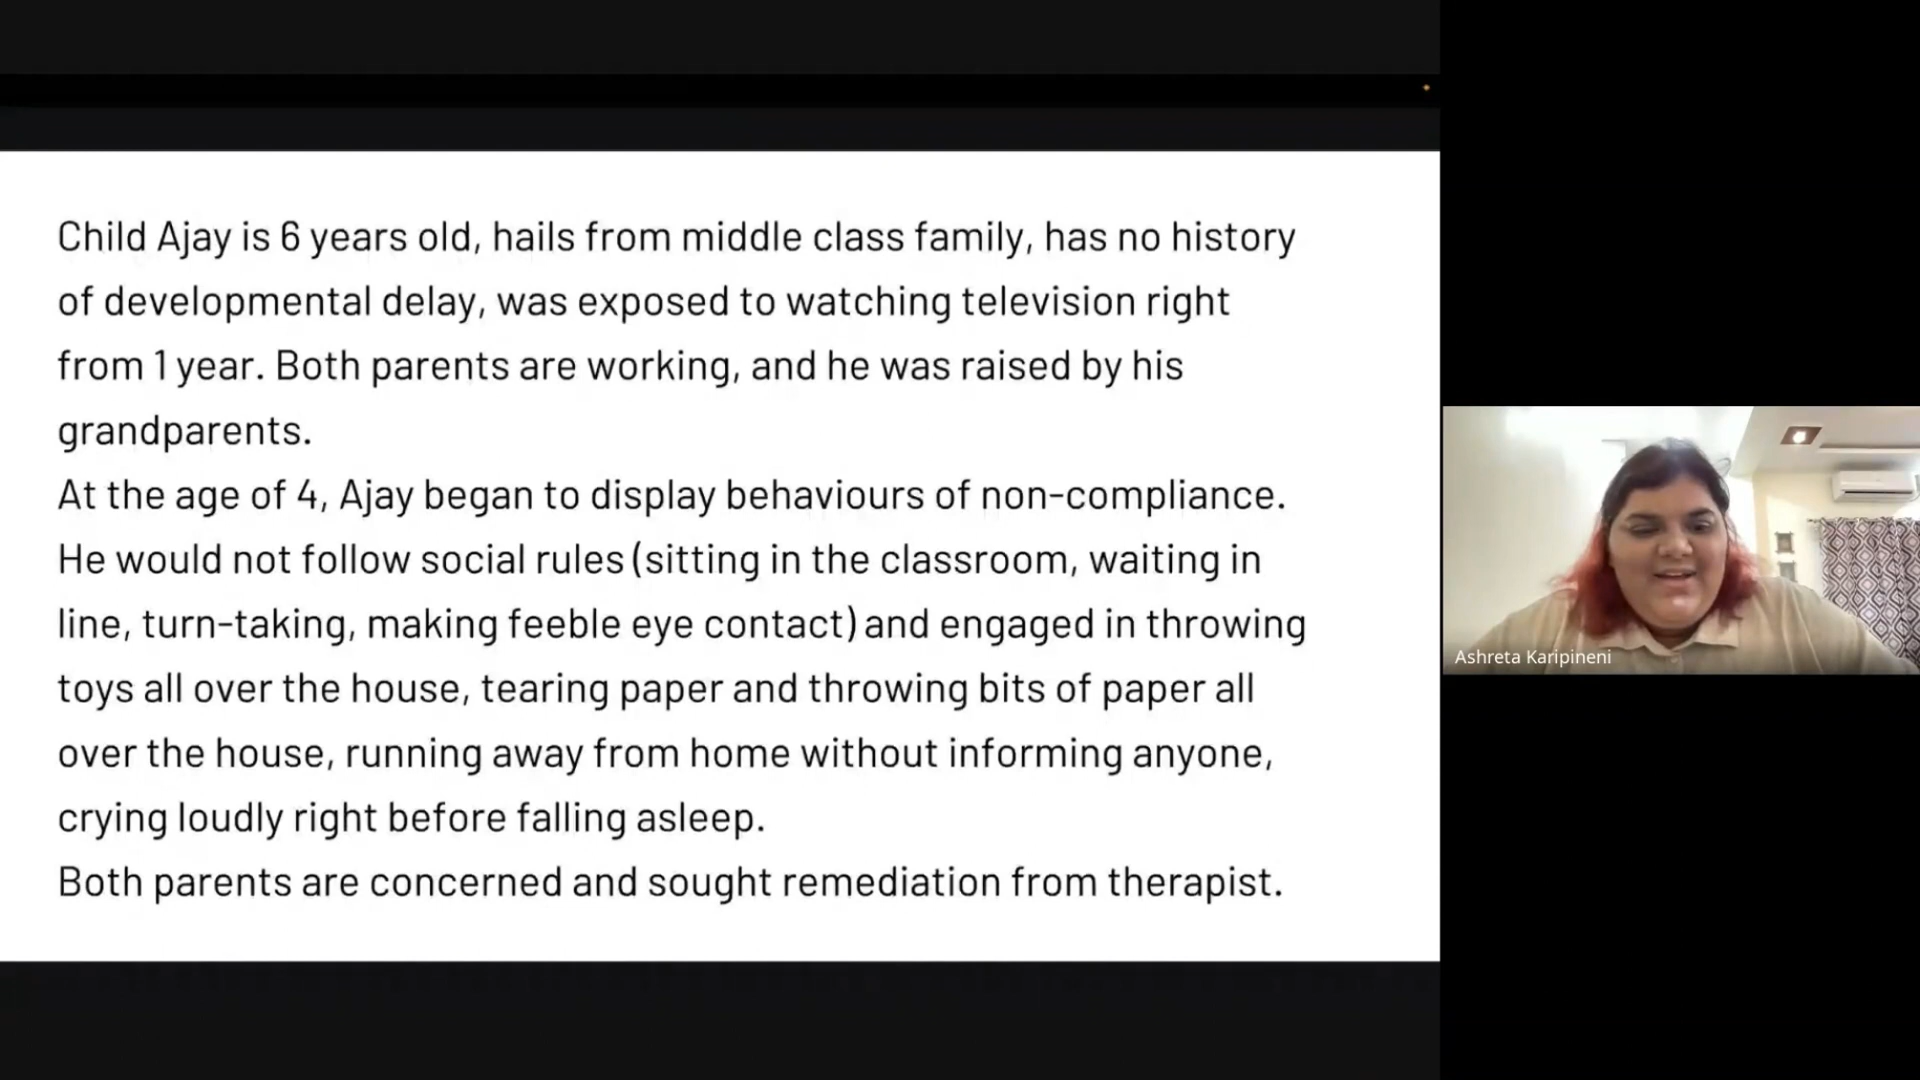 Child Ajay is 6 years old, hails from middle class family, has no history
of developmental delay, was exposed to watching television right
from 1 year. Both parents are working, and he was raised by his
grandparents.
At the age of 4, Ajay began to display behaviours of non-compliance.
He would not follow social rules (sitting in the classroom, waiting in
line, turn-taking, making feeble eye contact) and engaged in throwing
toys all over the house, tearing paper and throwing bits of paper all
over the house, running away from home without informing anyone,
crying loudly right before falling asleep.
Both parents are concerned and sought remediation from therapist.
Ashreta Karipineni